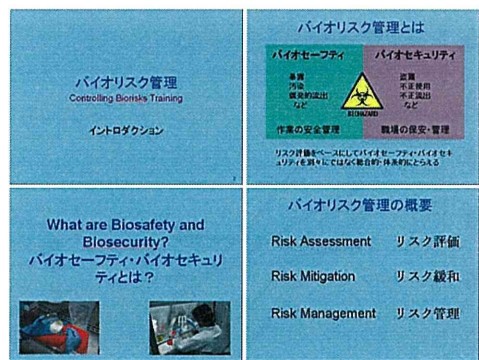 バイオリスク管理
Controlling Biorisks Training
イントロダクション
バイオリスク管理とは
バイオセーフティ
暴露
汚染
偶発的流出
など
作業の安全管理
バイオセキュリティ
盗難
不正使用
不正流出
など
職場の保安・管理
BIOHAZARD
リスク評価をベースにしてバイオセーフティ・バイオセキ
ュリティを別々にではなく総合的・体系的にとらえる
What are Biosafety and
Biosecurity?
バイオセーフティ・バイオセキュリ
ティとは？
バイオリスク管理の概要
Risk Assessment リスク評価
Risk Mitigation リスク緩和
Risk Management リスク管理